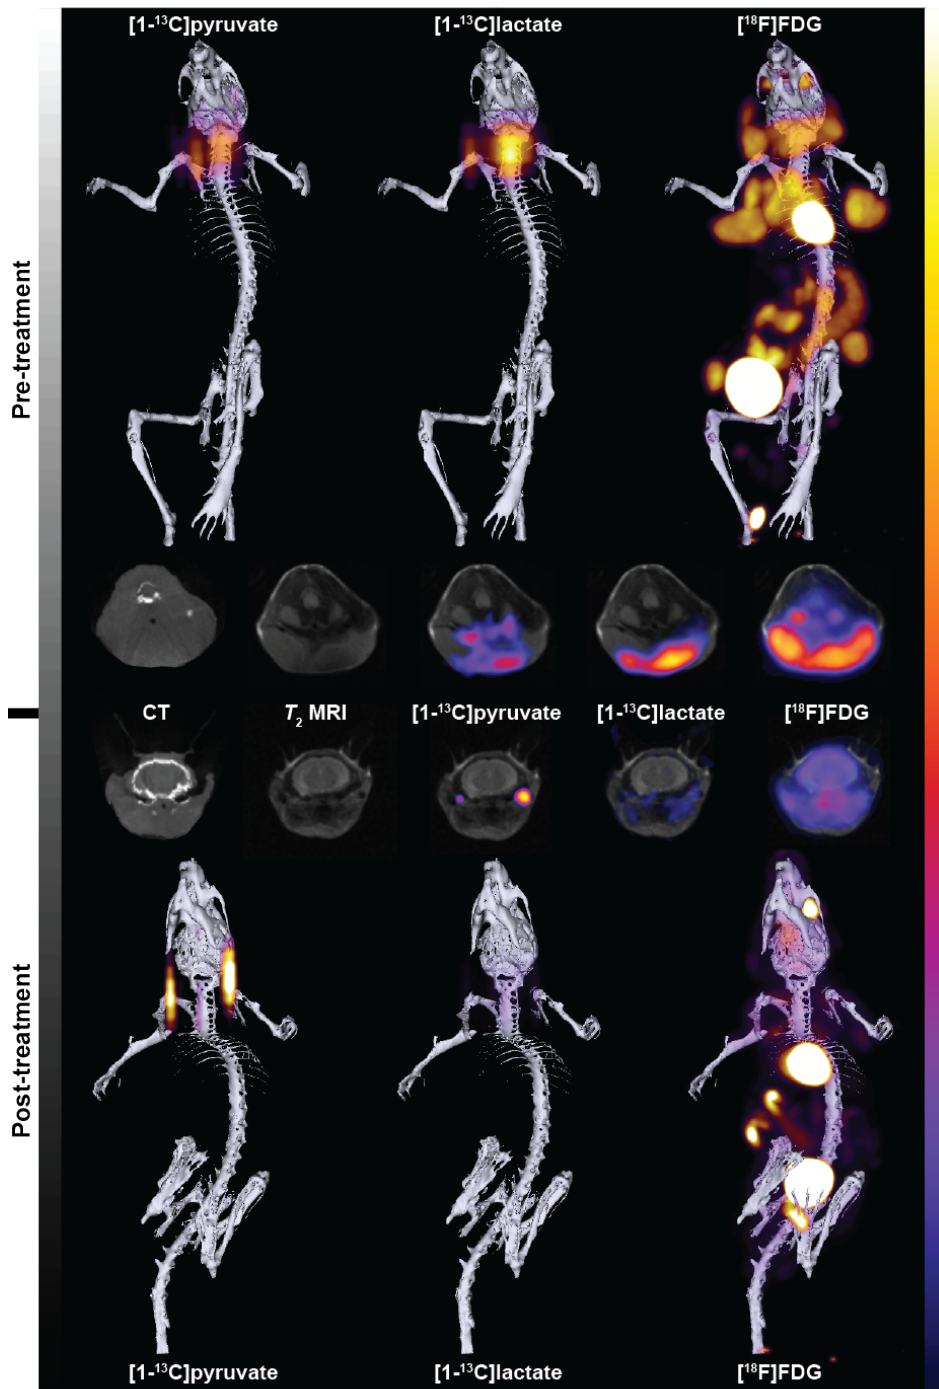 [1-¹³C]pyruvate
[1-¹³C]lactate
[¹⁸F]FDG
Pre-treatment
CT
T₂ MRI
[1-¹³C]pyruvate
[1-¹³C]lactate
[¹⁸F]FDG
Post-treatment
[1-¹³C]pyruvate
[1-¹³C]lactate
[¹⁸F]FDG